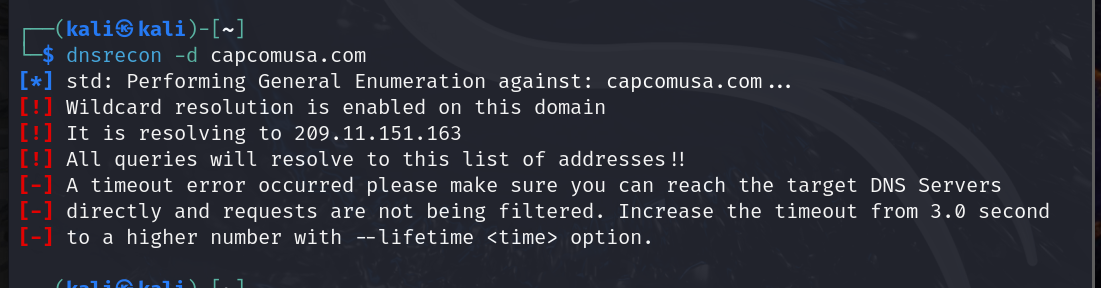 ┌──(kali㉿kali)-[~]
└─$ dnsrecon -d capcomusa.com
[*] std: Performing General Enumeration against: capcomusa.com...
[!] Wildcard resolution is enabled on this domain
[!] It is resolving to 209.11.151.163
[!] All queries will resolve to this list of addresses!!
[-] A timeout error occurred please make sure you can reach the target DNS Servers
[-] directly and requests are not being filtered. Increase the timeout from 3.0 second
[-] to a higher number with --lifetime <time> option.
┌──(kali㉿kali)-[~]